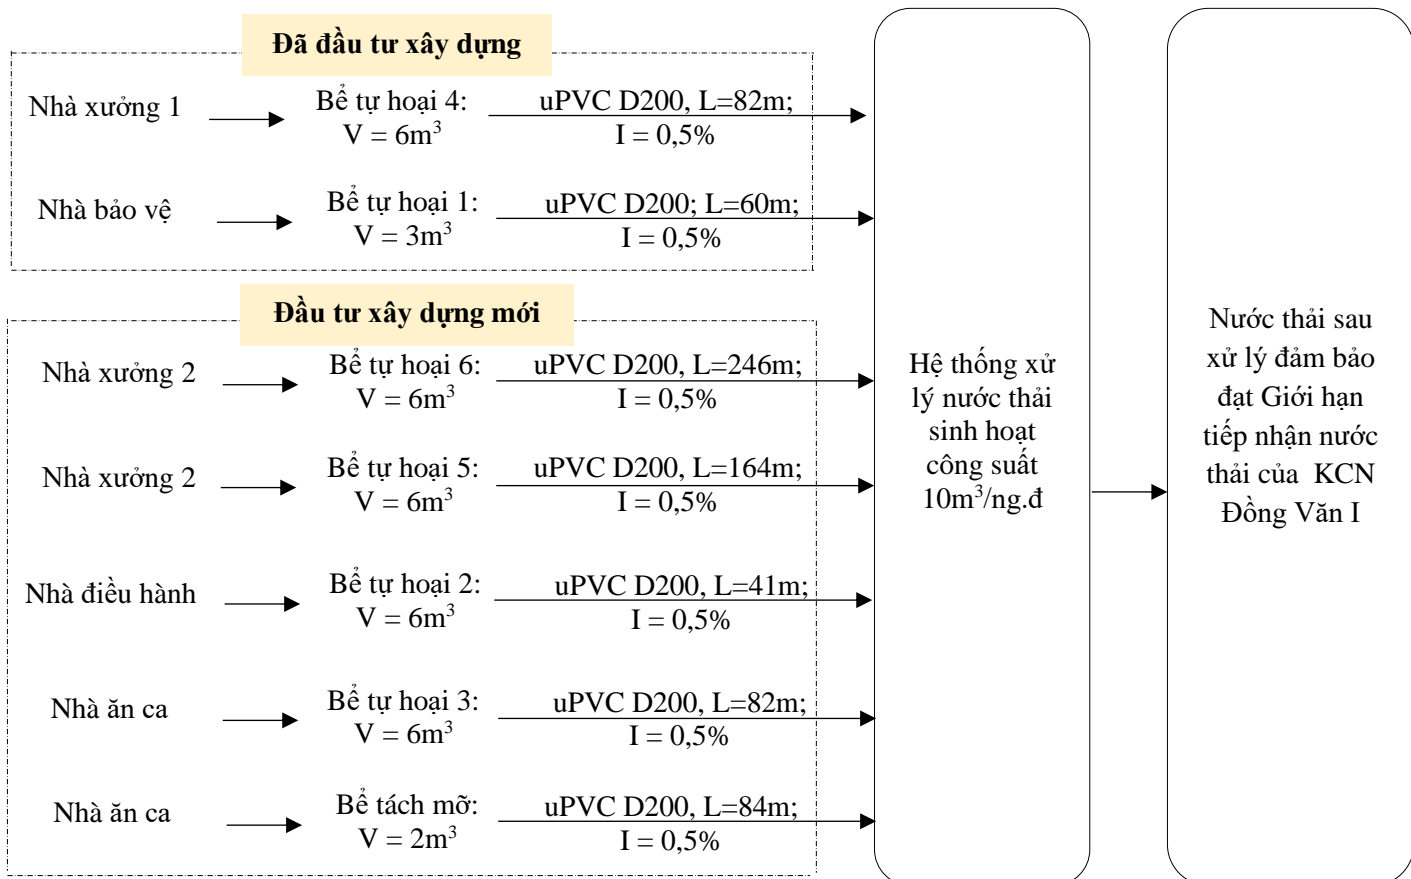 Đã đầu tư xây dựng
Nhà xưởng 1
Bể tự hoại 4:
V = 6m³
uPVC D200, L=82m;
I = 0,5%
Nhà bảo vệ
Bể tự hoại 1:
V = 3m³
uPVC D200; L=60m;
I = 0,5%
Đầu tư xây dựng mới
Nhà xưởng 2
Bể tự hoại 6:
V = 6m³
uPVC D200, L=246m;
I = 0,5%
Nhà xưởng 2
Bể tự hoại 5:
V = 6m³
uPVC D200, L=164m;
I = 0,5%
Nhà điều hành
Bể tự hoại 2:
V = 6m³
uPVC D200, L=41m;
I = 0,5%
Nhà ăn ca
Bể tự hoại 3:
V = 6m³
uPVC D200, L=82m;
I = 0,5%
Nhà ăn ca
Bể tách mỡ:
V = 2m³
uPVC D200, L=84m;
I = 0,5%
Hệ thống xử
lý nước thải
sinh hoạt
công suất
10m³/ng.đ
Nước thải sau
xử lý đảm bảo
đạt Giới hạn
tiếp nhận nước
thải của KCN
Đồng Văn I